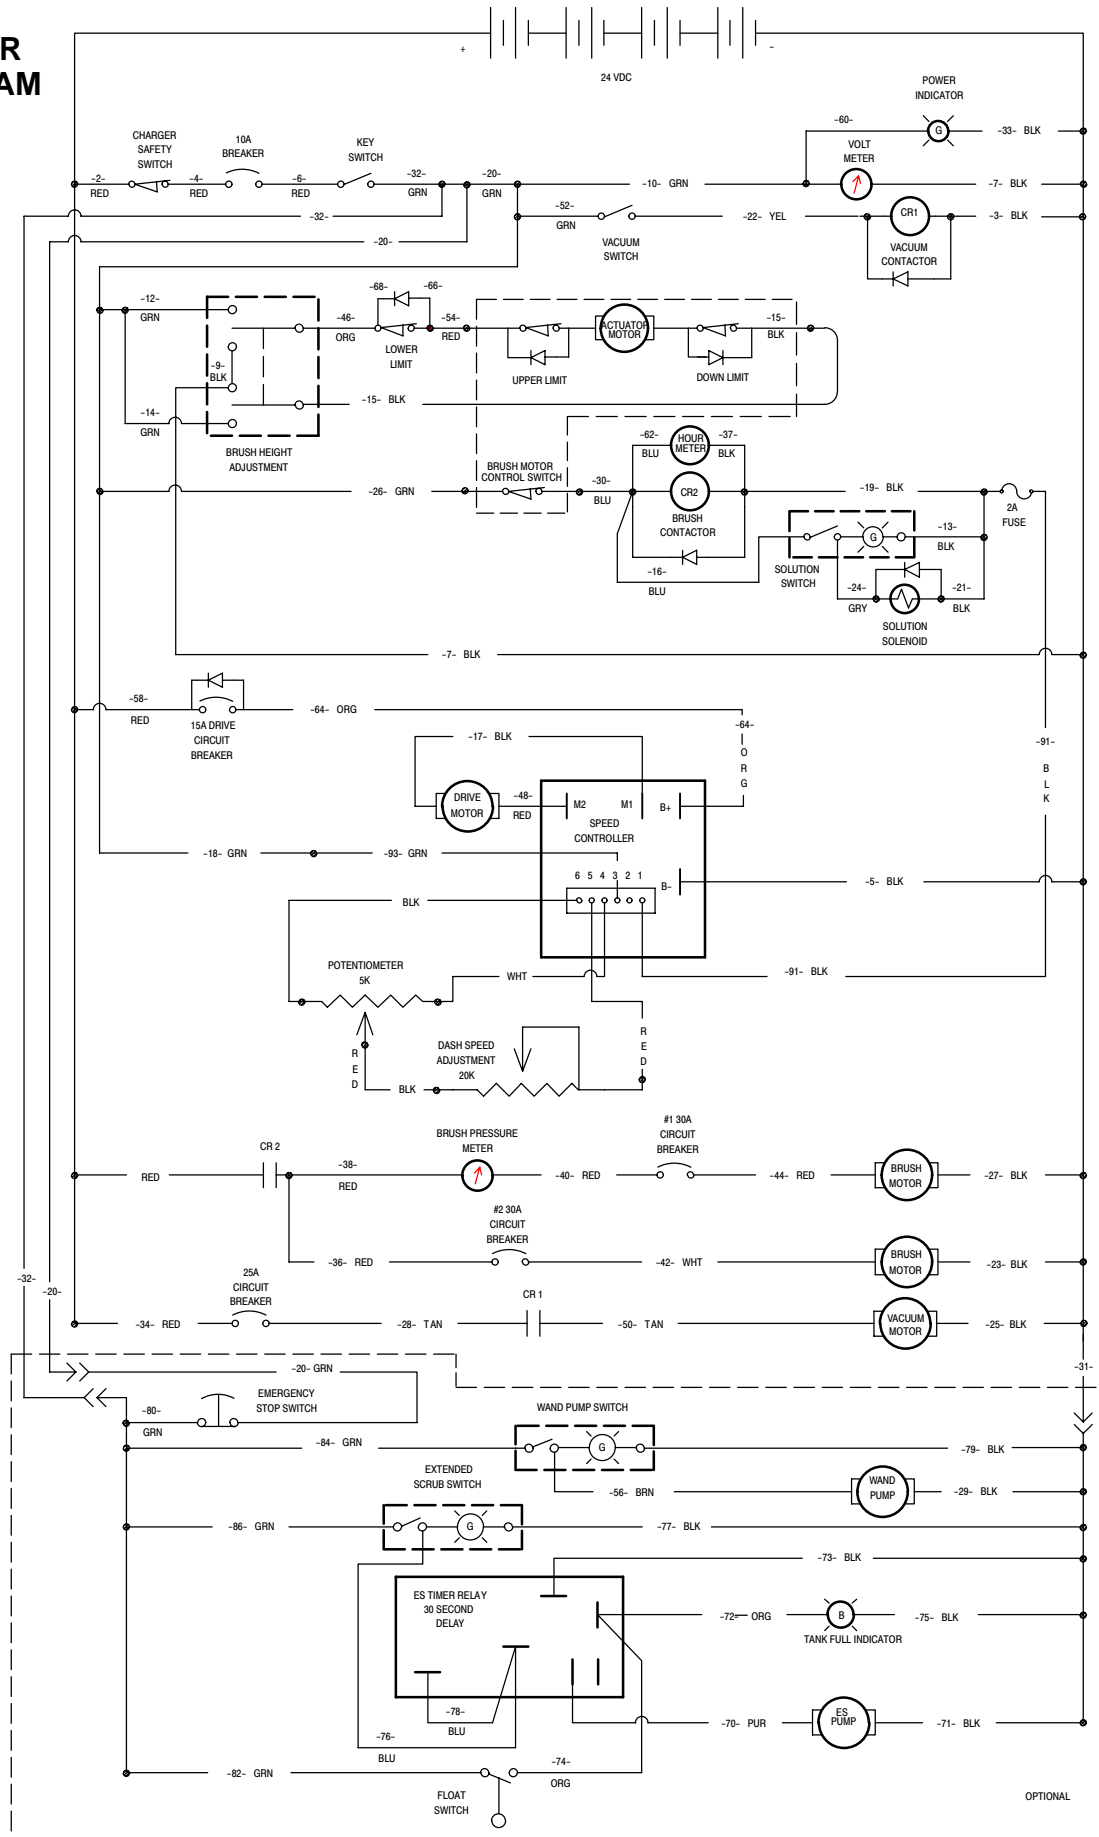 R
AM
+
-
24 VDC
POWER
INDICATOR
-60-
G
-33- BLK
CHARGER
SAFETY
SWITCH
10A
BREAKER
KEY
SWITCH
VOLT
METER
-2-
RED
-4-
RED
-6-
RED
-32-
GRN
-20-
GRN
-10- GRN
-7- BLK
-32-
-20-
-52-
GRN
VACUUM
SWITCH
-22- YEL
CR1
-3- BLK
VACUUM
CONTACTOR
-12-
GRN
-9-
BLK
-14-
GRN
BRUSH HEIGHT
ADJUSTMENT
-46-
ORG
-68-
-66-
LOWER
LIMIT
-54-
RED
UPPER LIMIT
ACTUATOR
MOTOR
DOWN LIMIT
-15-
BLK
-15- BLK
-26- GRN
BRUSH MOTOR
CONTROL SWITCH
-30-
BLU
-62-
BLU
HOUR
METER
-37-
BLK
CR2
BRUSH
CONTACTOR
-19- BLK
2A
FUSE
-16-
BLU
SOLUTION
SWITCH
G
-13-
BLK
-24-
GRY
-21-
BLK
SOLUTION
SOLENOID
-7- BLK
-58-
RED
15A DRIVE
CIRCUIT
BREAKER
-64- ORG
-64-
O
R
G
-91-
B
L
K
-17- BLK
DRIVE
MOTOR
-48-
RED
M2
M1
B+
SPEED
CONTROLLER
-18- GRN
-93- GRN
6 5 4 3 2 1
B-
-5- BLK
BLK
POTENTIOMETER
5K
WHT
-91- BLK
R
E
D
DASH SPEED
ADJUSTMENT
20K
BLK
R
E
D
CR 2
RED
-38-
RED
BRUSH PRESSURE
METER
-40- RED
#1 30A
CIRCUIT
BREAKER
-44- RED
BRUSH
MOTOR
-27- BLK
#2 30A
CIRCUIT
BREAKER
-36- RED
-42- WHT
BRUSH
MOTOR
-23- BLK
-32-
-20-
25A
CIRCUIT
BREAKER
-34- RED
-28- TAN
CR 1
-50- TAN
VACUUM
MOTOR
-25- BLK
-31-
-20- GRN
-80-
GRN
EMERGENCY
STOP SWITCH
WAND PUMP SWITCH
-84- GRN
G
-79- BLK
-56- BRN
WAND
PUMP
-29- BLK
EXTENDED
SCRUB SWITCH
-86- GRN
G
-77- BLK
-73- BLK
ES TIMER RELAY
30 SECOND
DELAY
-72- ORG
B
-75- BLK
TANK FULL INDICATOR
-78-
BLU
-76-
BLU
-70- PUR
ES
PUMP
-71- BLK
-82- GRN
-74-
ORG
FLOAT
SWITCH
OPTIONAL